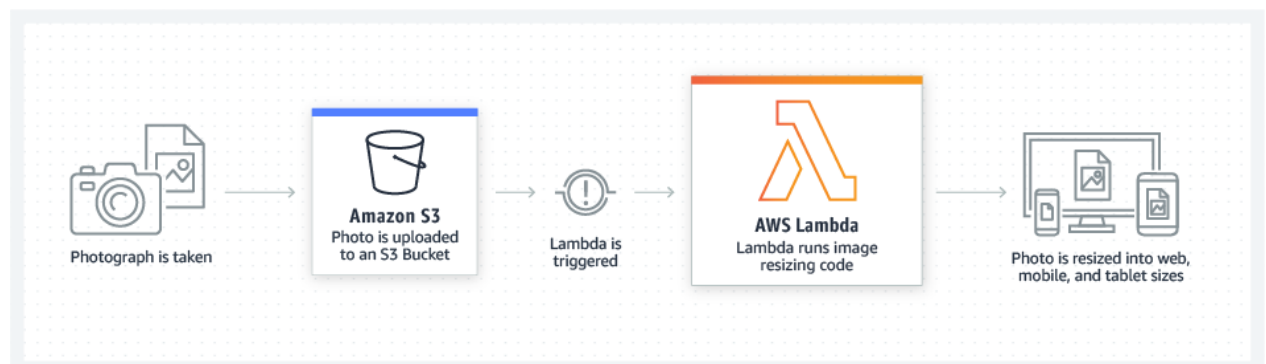 Photograph is taken
Amazon S3
Photo is uploaded
to an S3 Bucket
Lambda is
triggered
AWS Lambda
Lambda runs image
resizing code
Photo is resized into web,
mobile, and tablet sizes